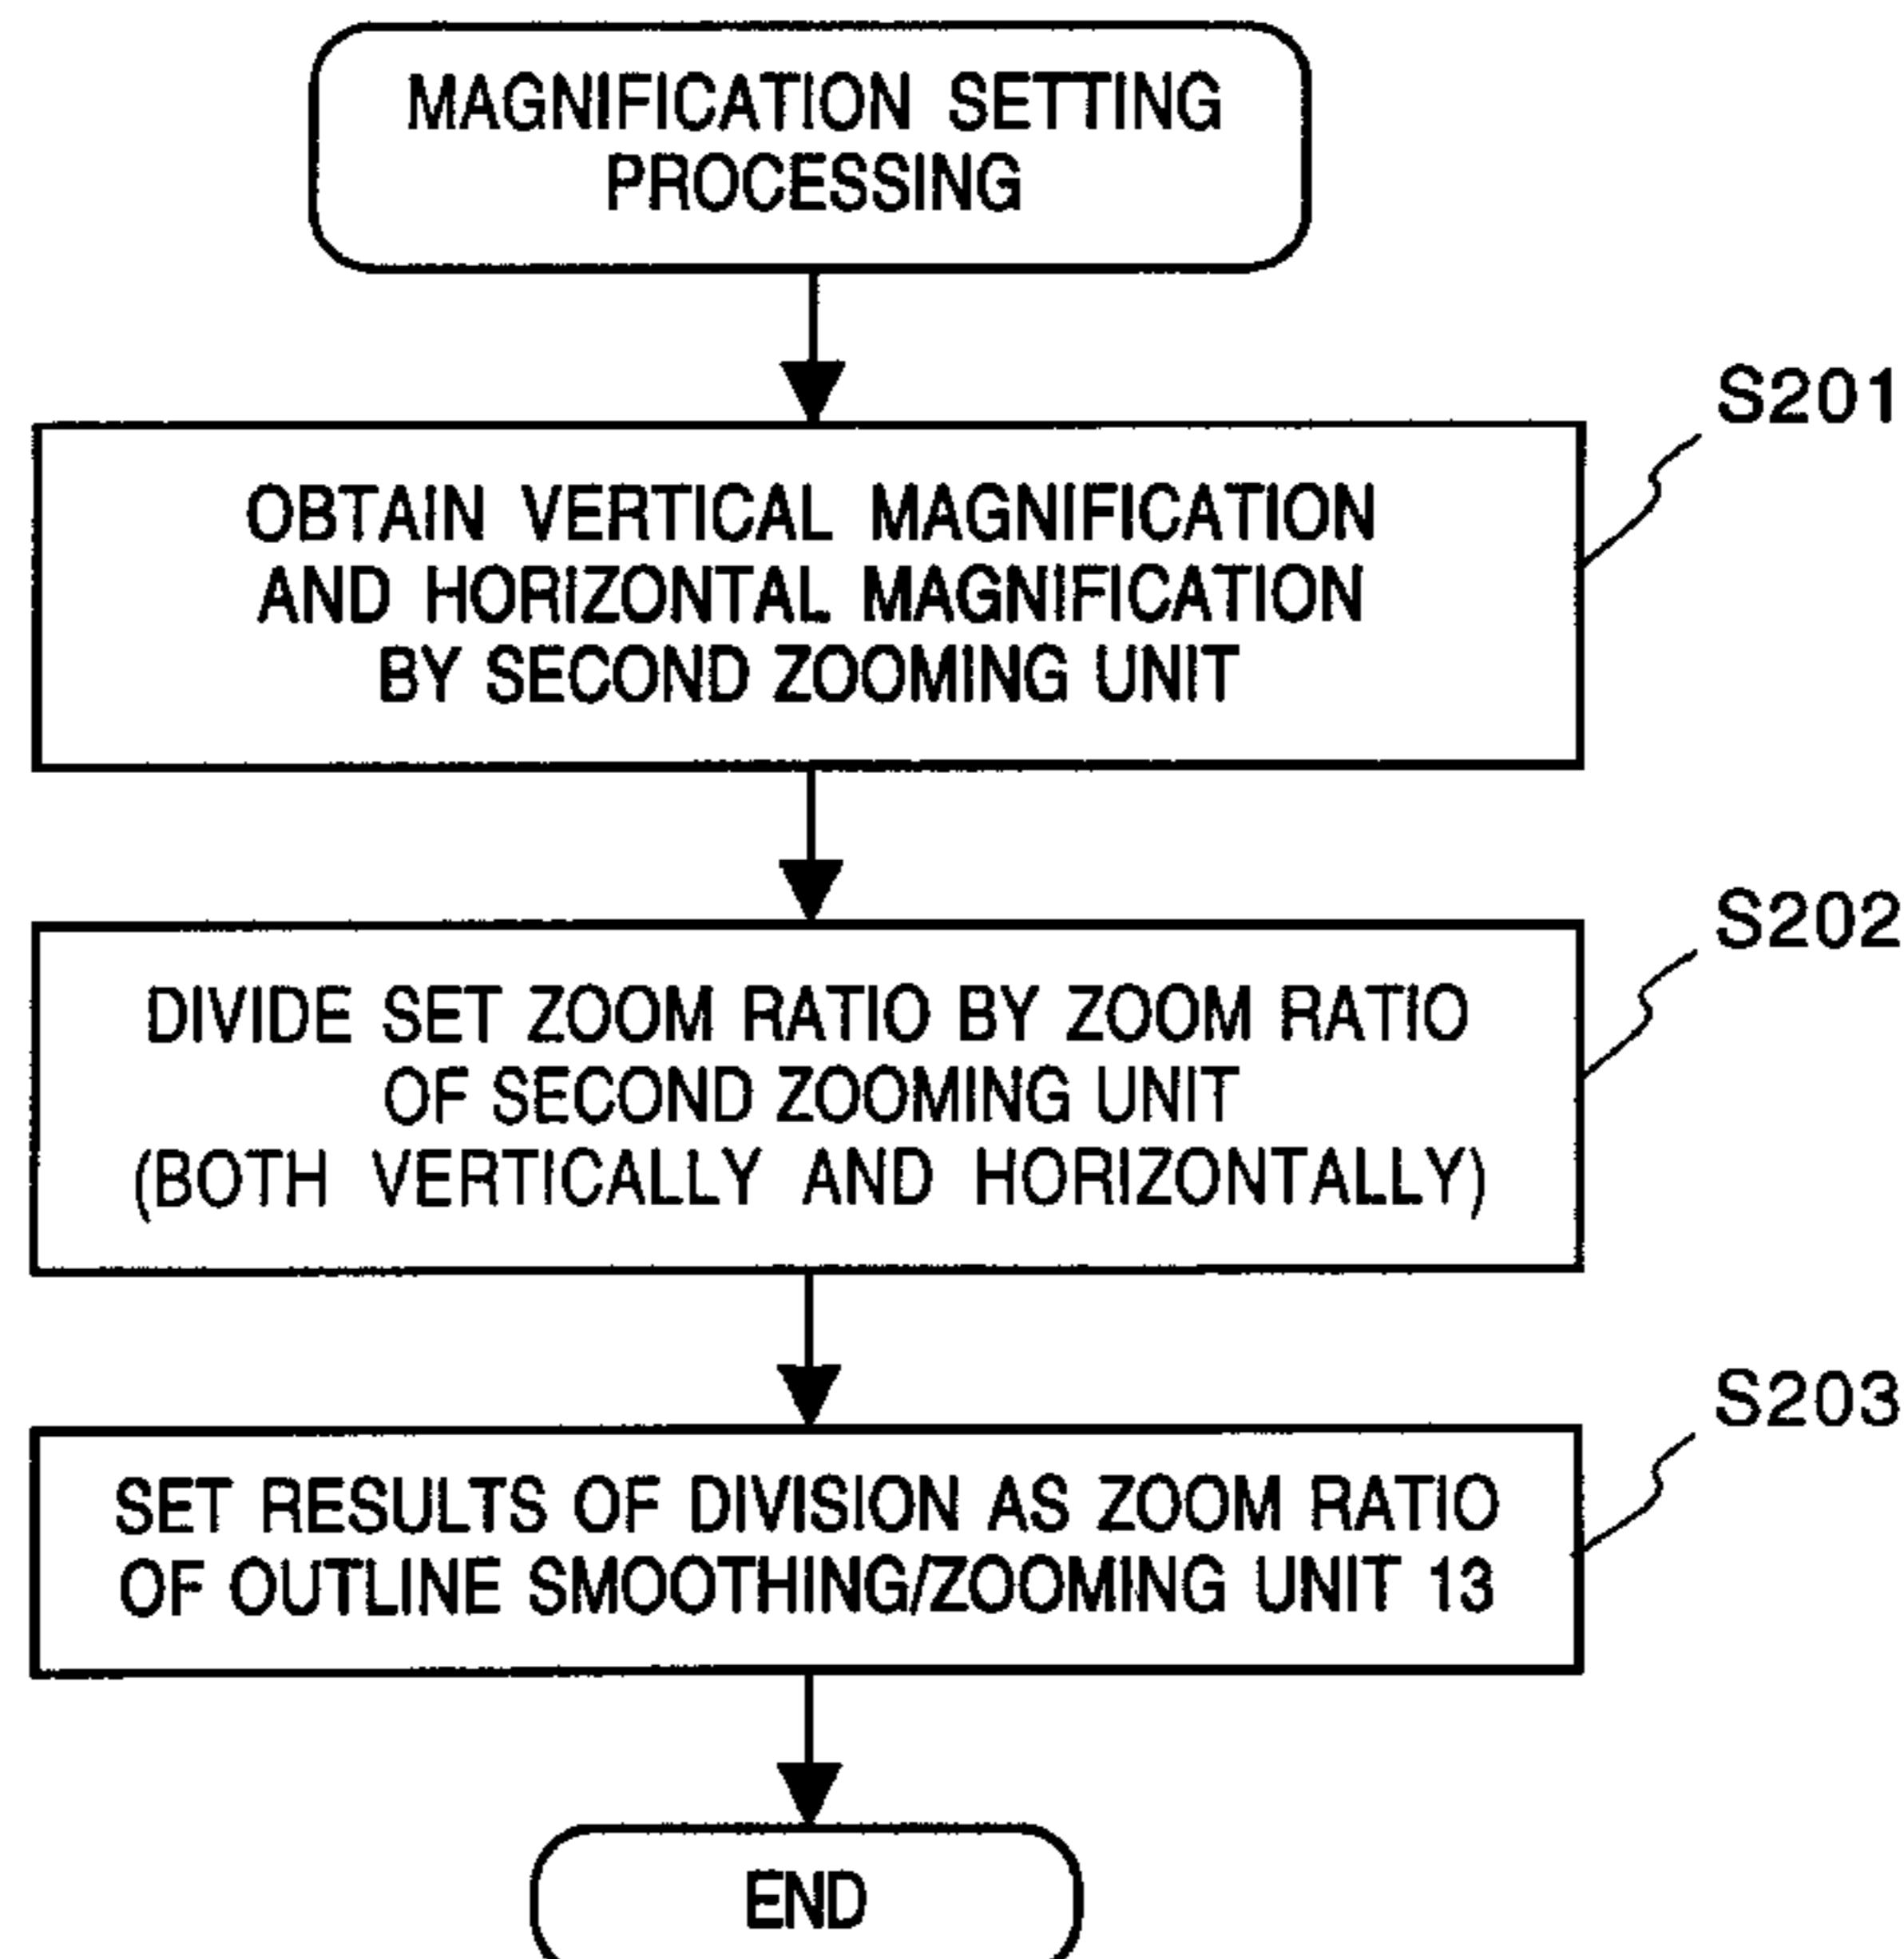 MAGNIFICATION SETTING
PROCESSING
S201
OBTAIN VERTICAL MAGNIFICATION
AND HORIZONTAL MAGNIFICATION
BY SECOND ZOOMING UNIT
S202
DIVIDE SET ZOOM RATIO BY ZOOM RATIO
OF SECOND ZOOMING UNIT
(BOTH VERTICALLY AND HORIZONTALLY)
S203
SET RESULTS OF DIVISION AS ZOOM RATIO
OF OUTLINE SMOOTHING/ZOOMING UNIT 13
END